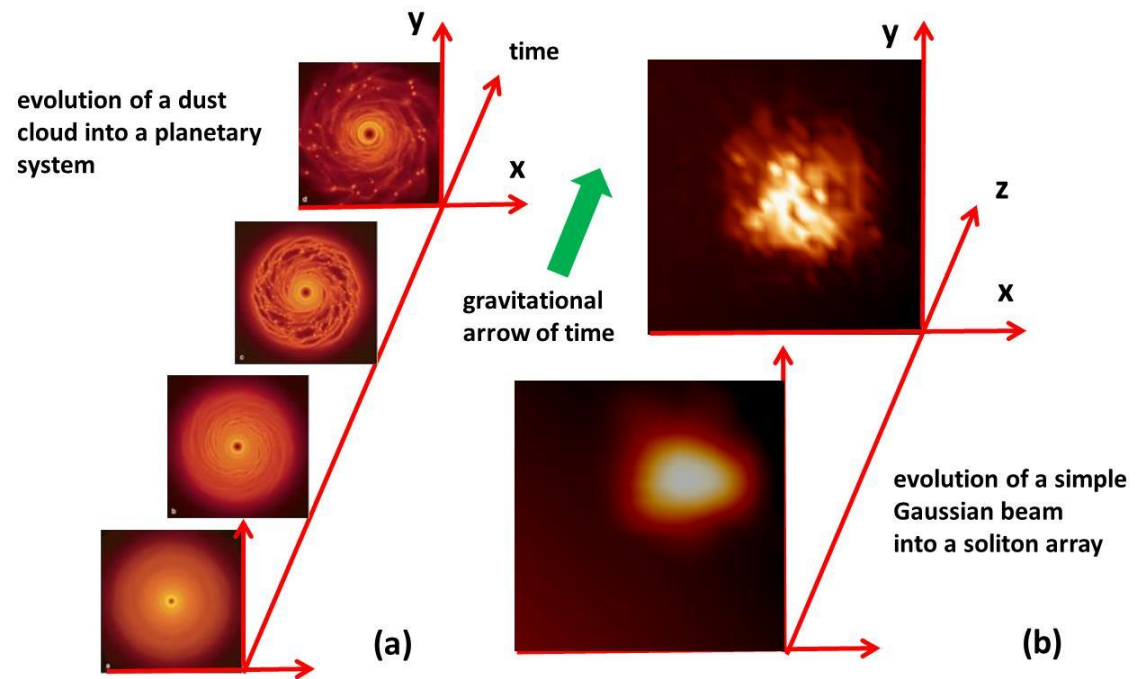 evolution of a dust
cloud into a planetary
system
y
time
x
d
c
b
a
(a)
gravitational
arrow of time
y
z
x
evolution of a simple
Gaussian beam
into a soliton array
(b)